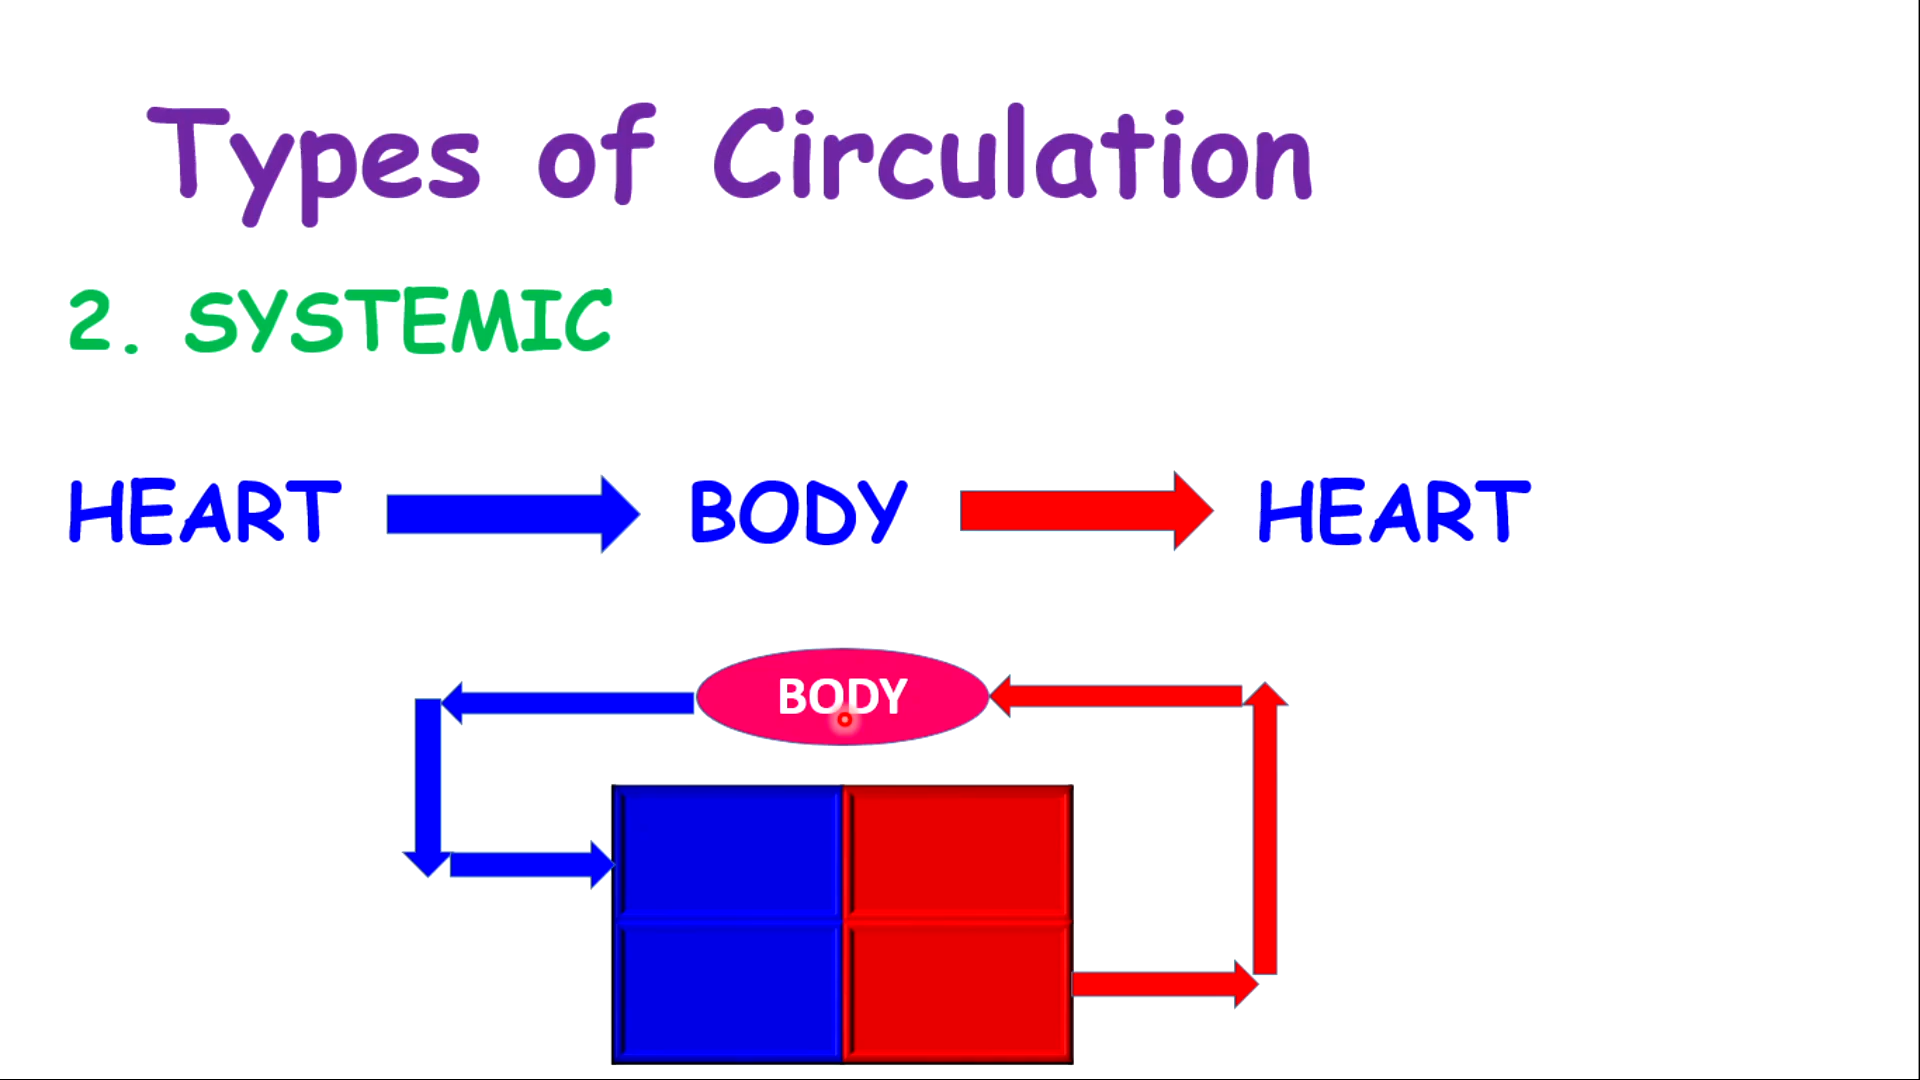 Types of Circulation
2. SYSTEMIC
HEART BODY HEART
BODY